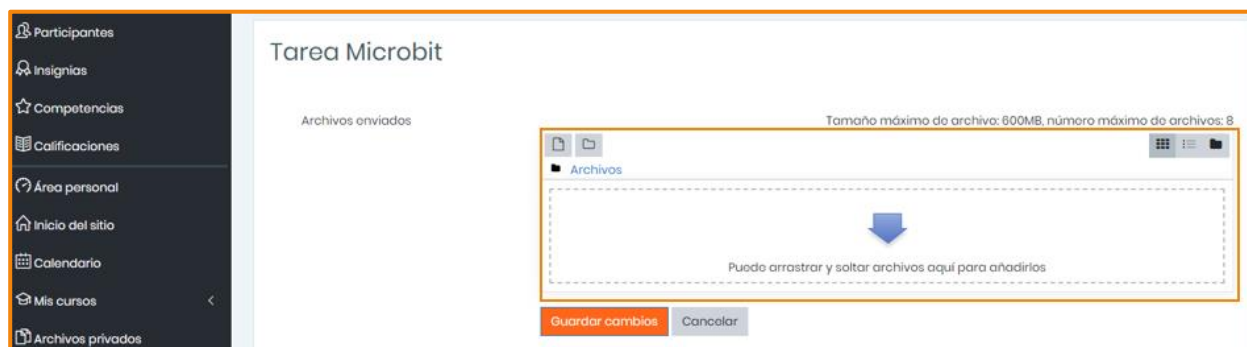 Participantes
Insignias
Competencias
Calificaciones
Área personal
Inicio del sitio
Calendario
Mis cursos
Archivos privados
Tarea Microbit
Archivos enviados
Tamaño máximo de archivo: 600MB, número máximo de archivos: 8
Archivos
Puede arrastrar y soltar archivos aquí para añadirlos
Guardar cambios
Cancelar